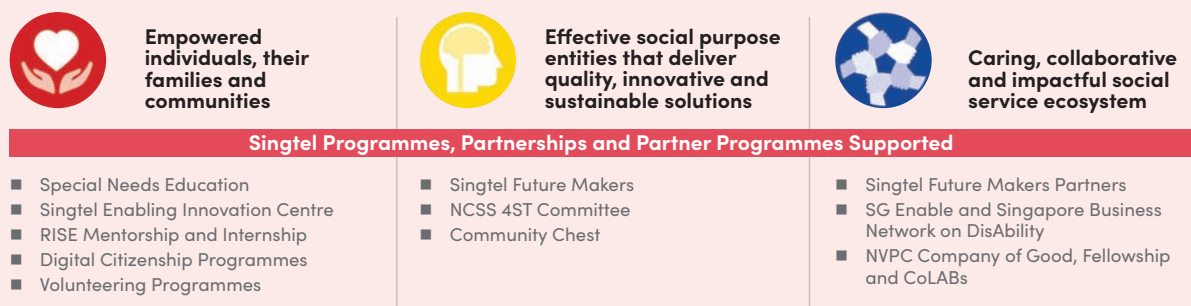 Empowered
individuals, their
families and
communities
Effective social purpose
entities that deliver
quality, innovative and
sustainable solutions
Caring, collaborative
and impactful social
service ecosystem
Singtel Programmes, Partnerships and Partner Programmes Supported
■ Special Needs Education
■ Singtel Enabling Innovation Centre
■ RISE Mentorship and Internship
■ Digital Citizenship Programmes
■ Volunteering Programmes
■ Singtel Future Makers
■ NCSS 4ST Committee
■ Community Chest
■ Singtel Future Makers Partners
■ SG Enable and Singapore Business
Network on DisAbility
■ NVPC Company of Good, Fellowship
and CoLABs